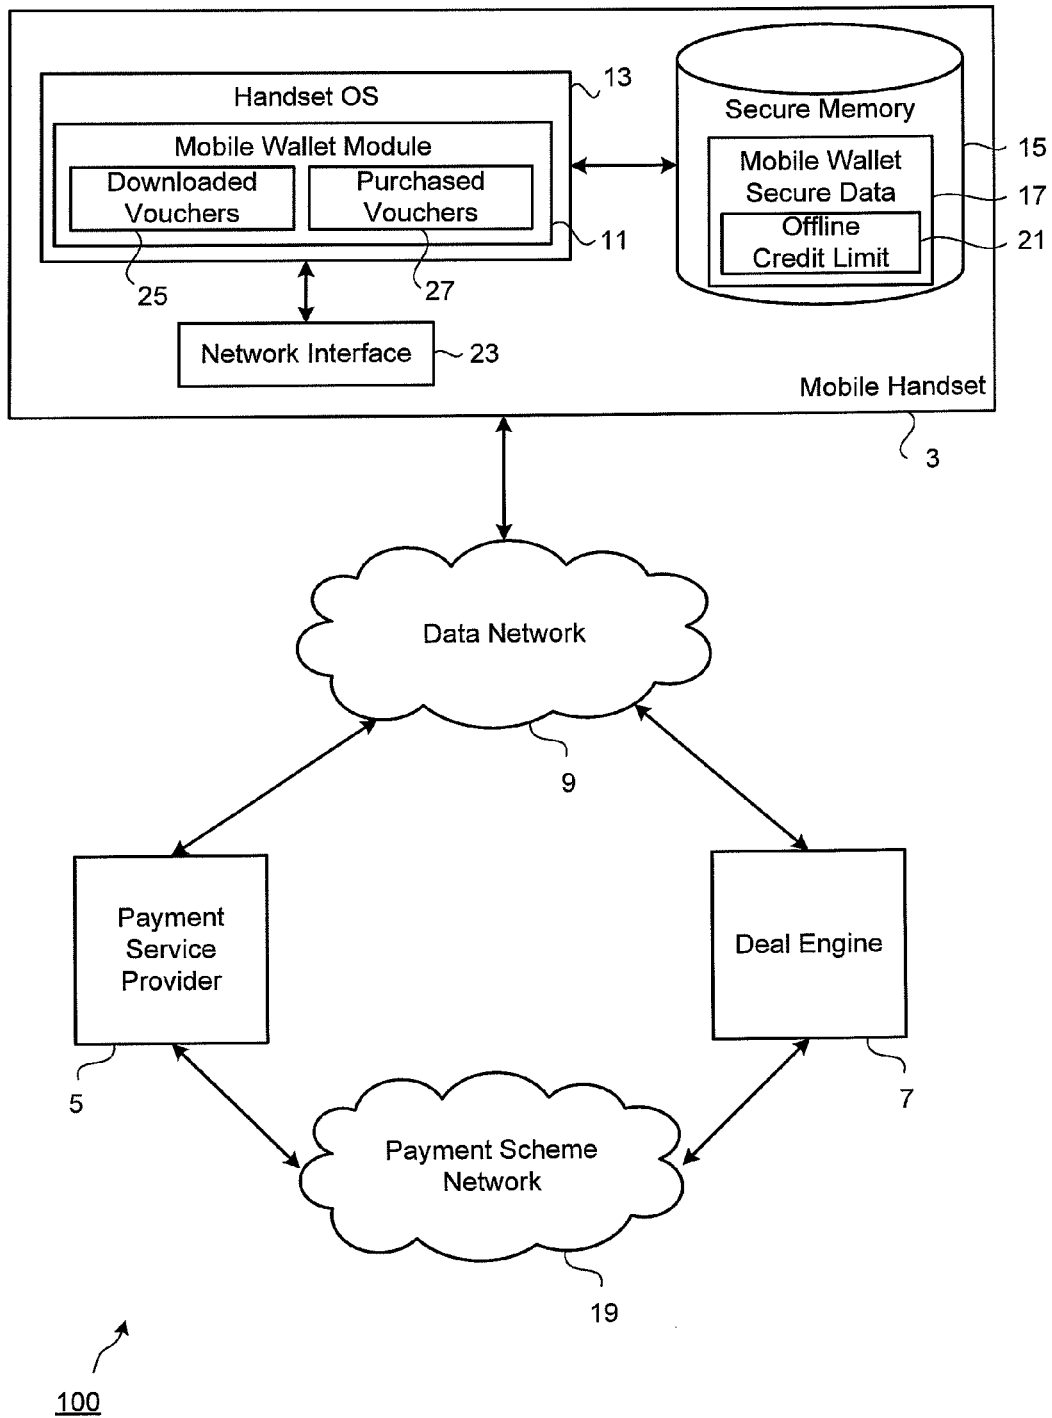 Handset OS
13
Mobile Wallet Module
Downloaded
Vouchers
Purchased
Vouchers
11
25
27
Secure Memory
15
Mobile Wallet
Secure Data
17
Offline
Credit Limit
21
Network Interface
23
Mobile Handset
3
Data Network
9
Payment
Service
Provider
5
Deal Engine
7
Payment Scheme
Network
19
100